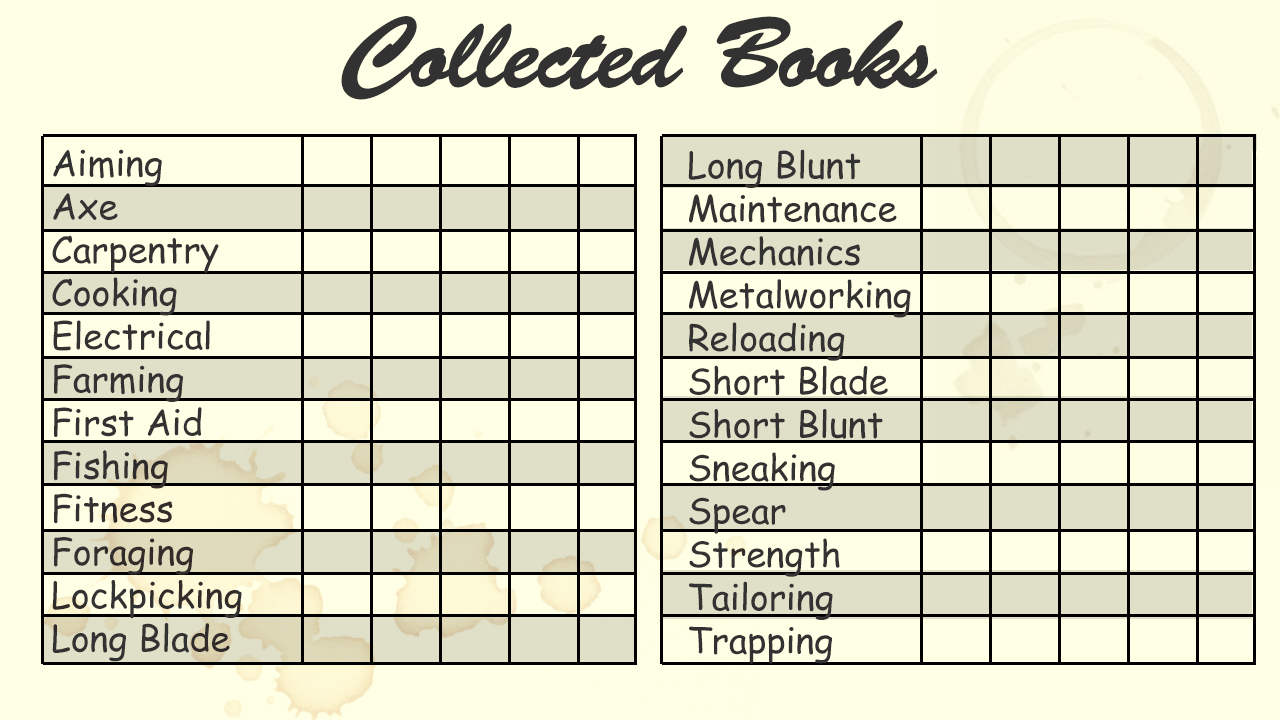 Collected Books
Aiming
Axe
Carpentry
Cooking
Electrical
Farming
First Aid
Fishing
Fitness
Foraging
Lockpicking
Long Blade
Long Blunt
Maintenance
Mechanics
Metalworking
Reloading
Short Blade
Short Blunt
Sneaking
Spear
Strength
Tailoring
Trapping